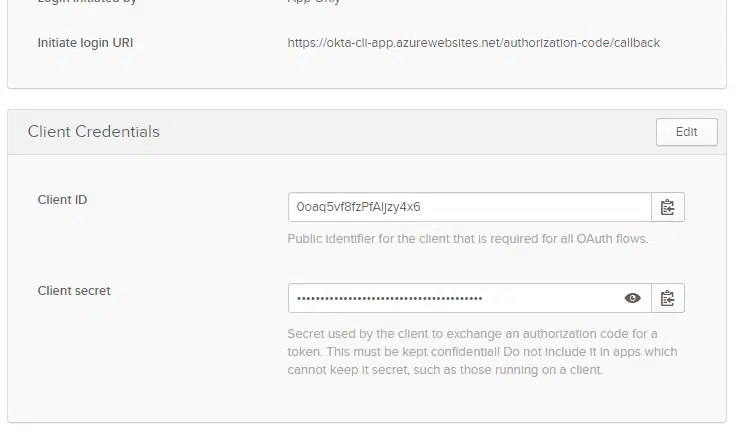 Login initiated by App Only
Initiate login URI https://okta-cli-app.azurewebsites.net/authorization-code/callback
Client Credentials Edit
Client ID 0oaq5vf8fzPfAljzy4x6
Public identifier for the client that is required for all OAuth flows.
Client secret ••••••••••••••••••••••••••••••••••••••••
Secret used by the client to exchange an authorization code for a
token. This must be kept confidential! Do not include it in apps which
cannot keep it secret, such as those running on a client.